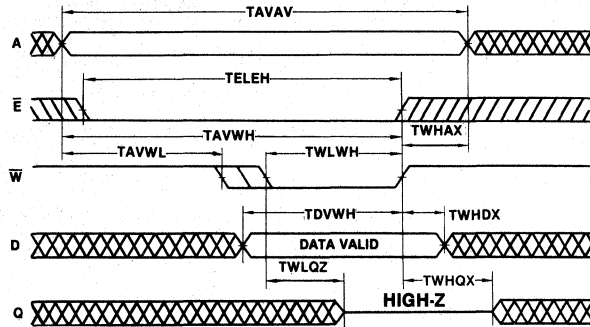 TAVAV
A
TELEH
E̅
TAVWH
TWHAX
TAVWL
TWLWH
W̅
TDVWH
TWHDX
D
DATA VALID
TWLQZ
TWHQX
HIGH-Z
Q